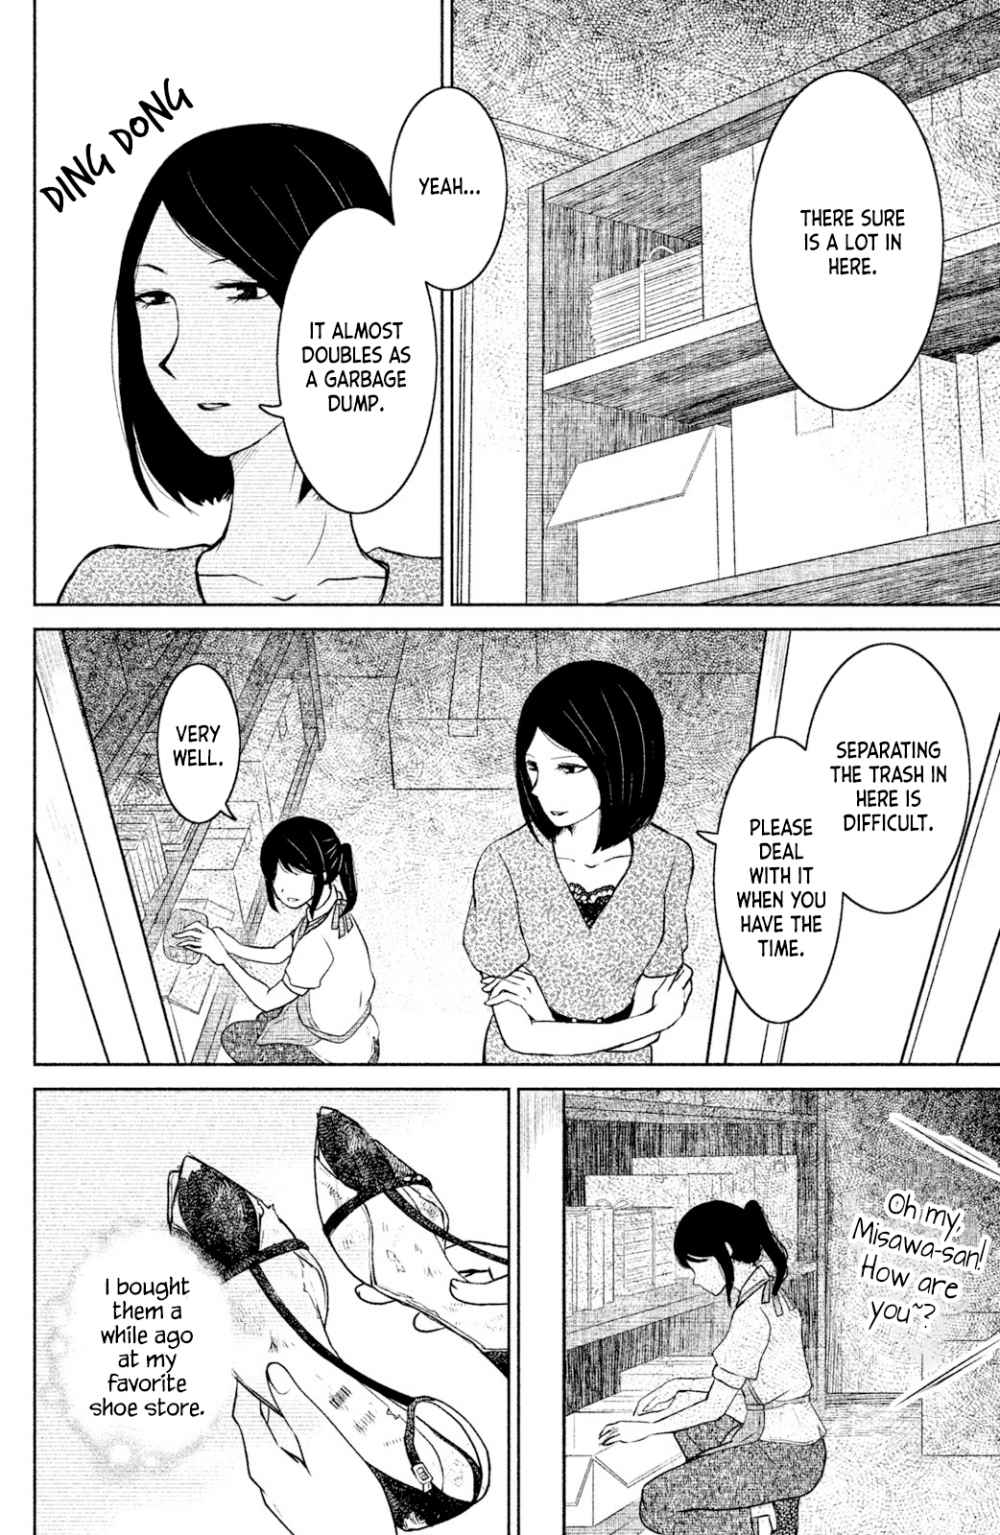 THERE SURE
IS A LOT IN
HERE.
YEAH...
IT ALMOST
DOUBLES AS
A GARBAGE
DUMP.
DING DONG
SEPARATING
THE TRASH IN
HERE IS
DIFFICULT.
PLEASE
DEAL
WITH IT
WHEN YOU
HAVE THE
TIME.
VERY
WELL.
Oh my,
Misawa-san!
How are
you~?
I bought
them a
while ago
at my
favorite
shoe store.